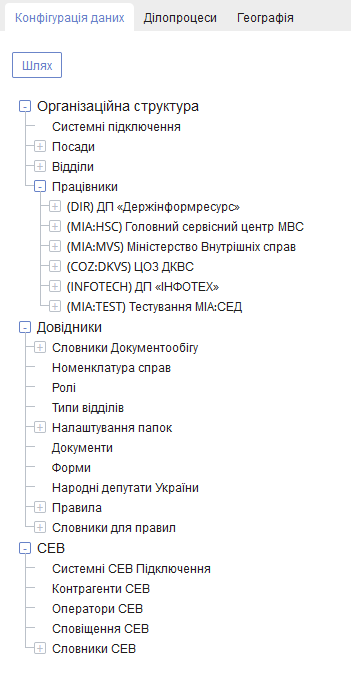 Конфігурація даних Ділопроцеси Географія
Шлях
Організаційна структура
Системні підключення
Посади
Відділи
Працівники
(DIR) ДП «Держінформресурс»
(MIA:HSC) Головний сервісний центр МВС
(MIA:MVS) Міністерство Внутрішніх справ
(COZ:DKVS) ЦОЗ ДКВС
(INFOTECH) ДП «ІНФОТЕХ»
(MIA:TEST) Тестування МІА:СЕД
Довідники
Словники Документообігу
Номенклатура справ
Ролі
Типи відділів
Налаштування папок
Документи
Форми
Народні депутати України
Правила
Словники для правил
СЕВ
Системні СЕВ Підключення
Контрагенти СЕВ
Оператори СЕВ
Сповіщення СЕВ
Словники СЕВ